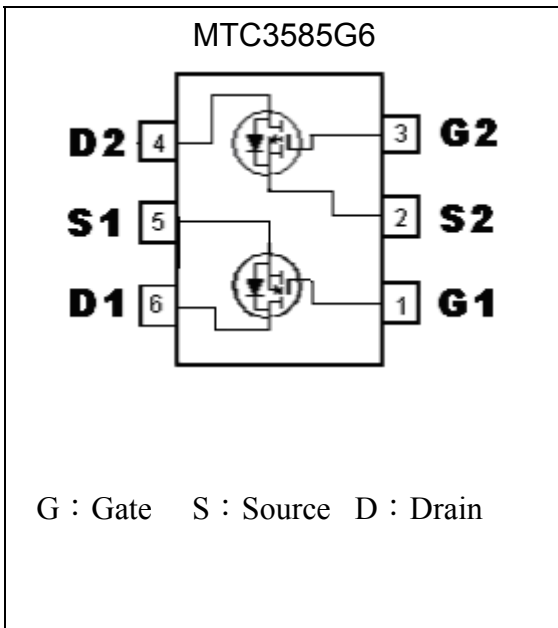 MTC3585G6
D2 4 3 G2
S1 5 2 S2
D1 6 1 G1
G：Gate S：Source D：Drain